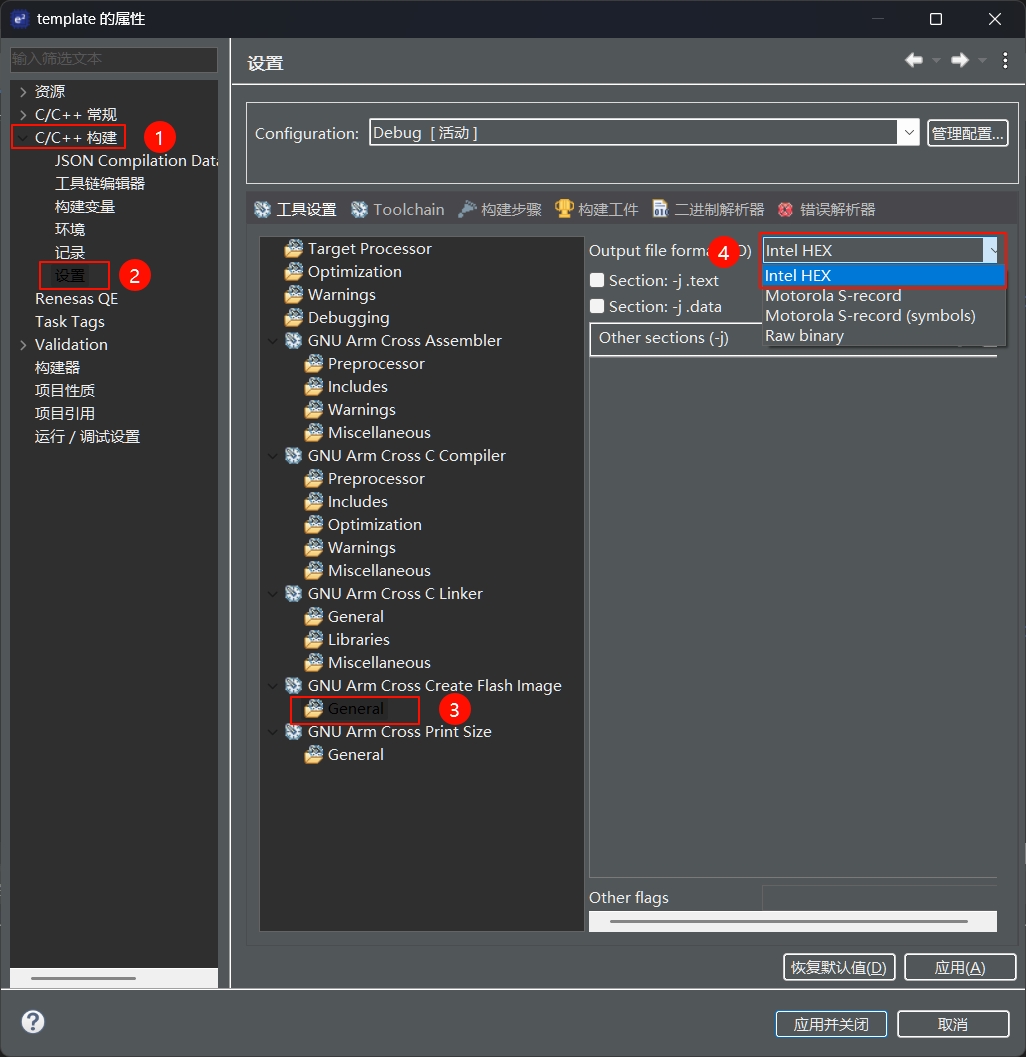 e² template 的属性
输入筛选文本
资源
C/C++ 常规
C/C++ 构建
1
JSON Compilation Data
工具链编辑器
构建变量
环境
记录
设置
2
Renesas QE
Task Tags
Validation
构建器
项目性质
项目引用
运行 / 调试设置
设置
Configuration:
Debug [ 活动 ]
管理配置...
工具设置
Toolchain
构建步骤
构建工件
二进制解析器
错误解析器
Target Processor
Optimization
Warnings
Debugging
GNU Arm Cross Assembler
Preprocessor
Includes
Warnings
Miscellaneous
GNU Arm Cross C Compiler
Preprocessor
Includes
Optimization
Warnings
Miscellaneous
GNU Arm Cross C Linker
General
Libraries
Miscellaneous
GNU Arm Cross Create Flash Image
General
3
GNU Arm Cross Print Size
General
Output file forma
4
O)
Intel HEX
Intel HEX
Motorola S-record
Motorola S-record (symbols)
Raw binary
Section: -j .text
Section: -j .data
Other sections (-j)
Other flags
恢复默认值(D)
应用(A)
?
应用并关闭
取消